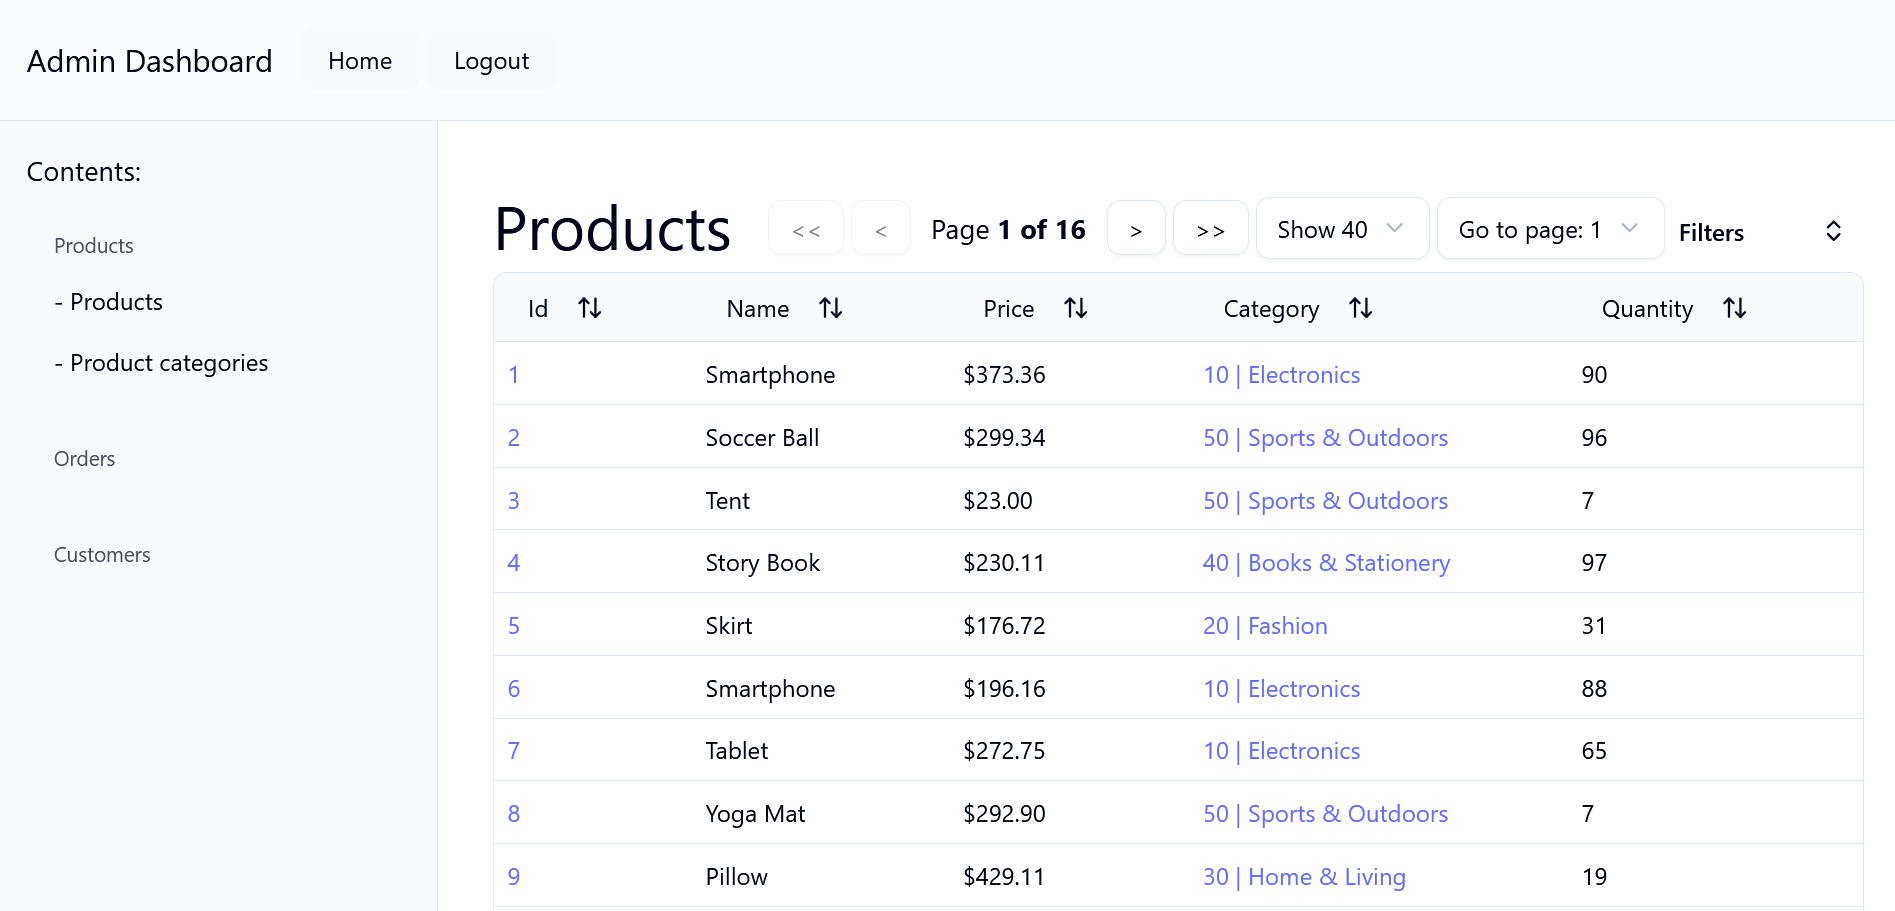 Admin Dashboard Home Logout
Contents:
Products
- Products
- Product categories
Orders
Customers
Products << < Page 1 of 16 > >> Show 40 Go to page: 1 Filters
Id Name Price Category Quantity
1 Smartphone $373.36 10 | Electronics 90
2 Soccer Ball $299.34 50 | Sports & Outdoors 96
3 Tent $23.00 50 | Sports & Outdoors 7
4 Story Book $230.11 40 | Books & Stationery 97
5 Skirt $176.72 20 | Fashion 31
6 Smartphone $196.16 10 | Electronics 88
7 Tablet $272.75 10 | Electronics 65
8 Yoga Mat $292.90 50 | Sports & Outdoors 7
9 Pillow $429.11 30 | Home & Living 19